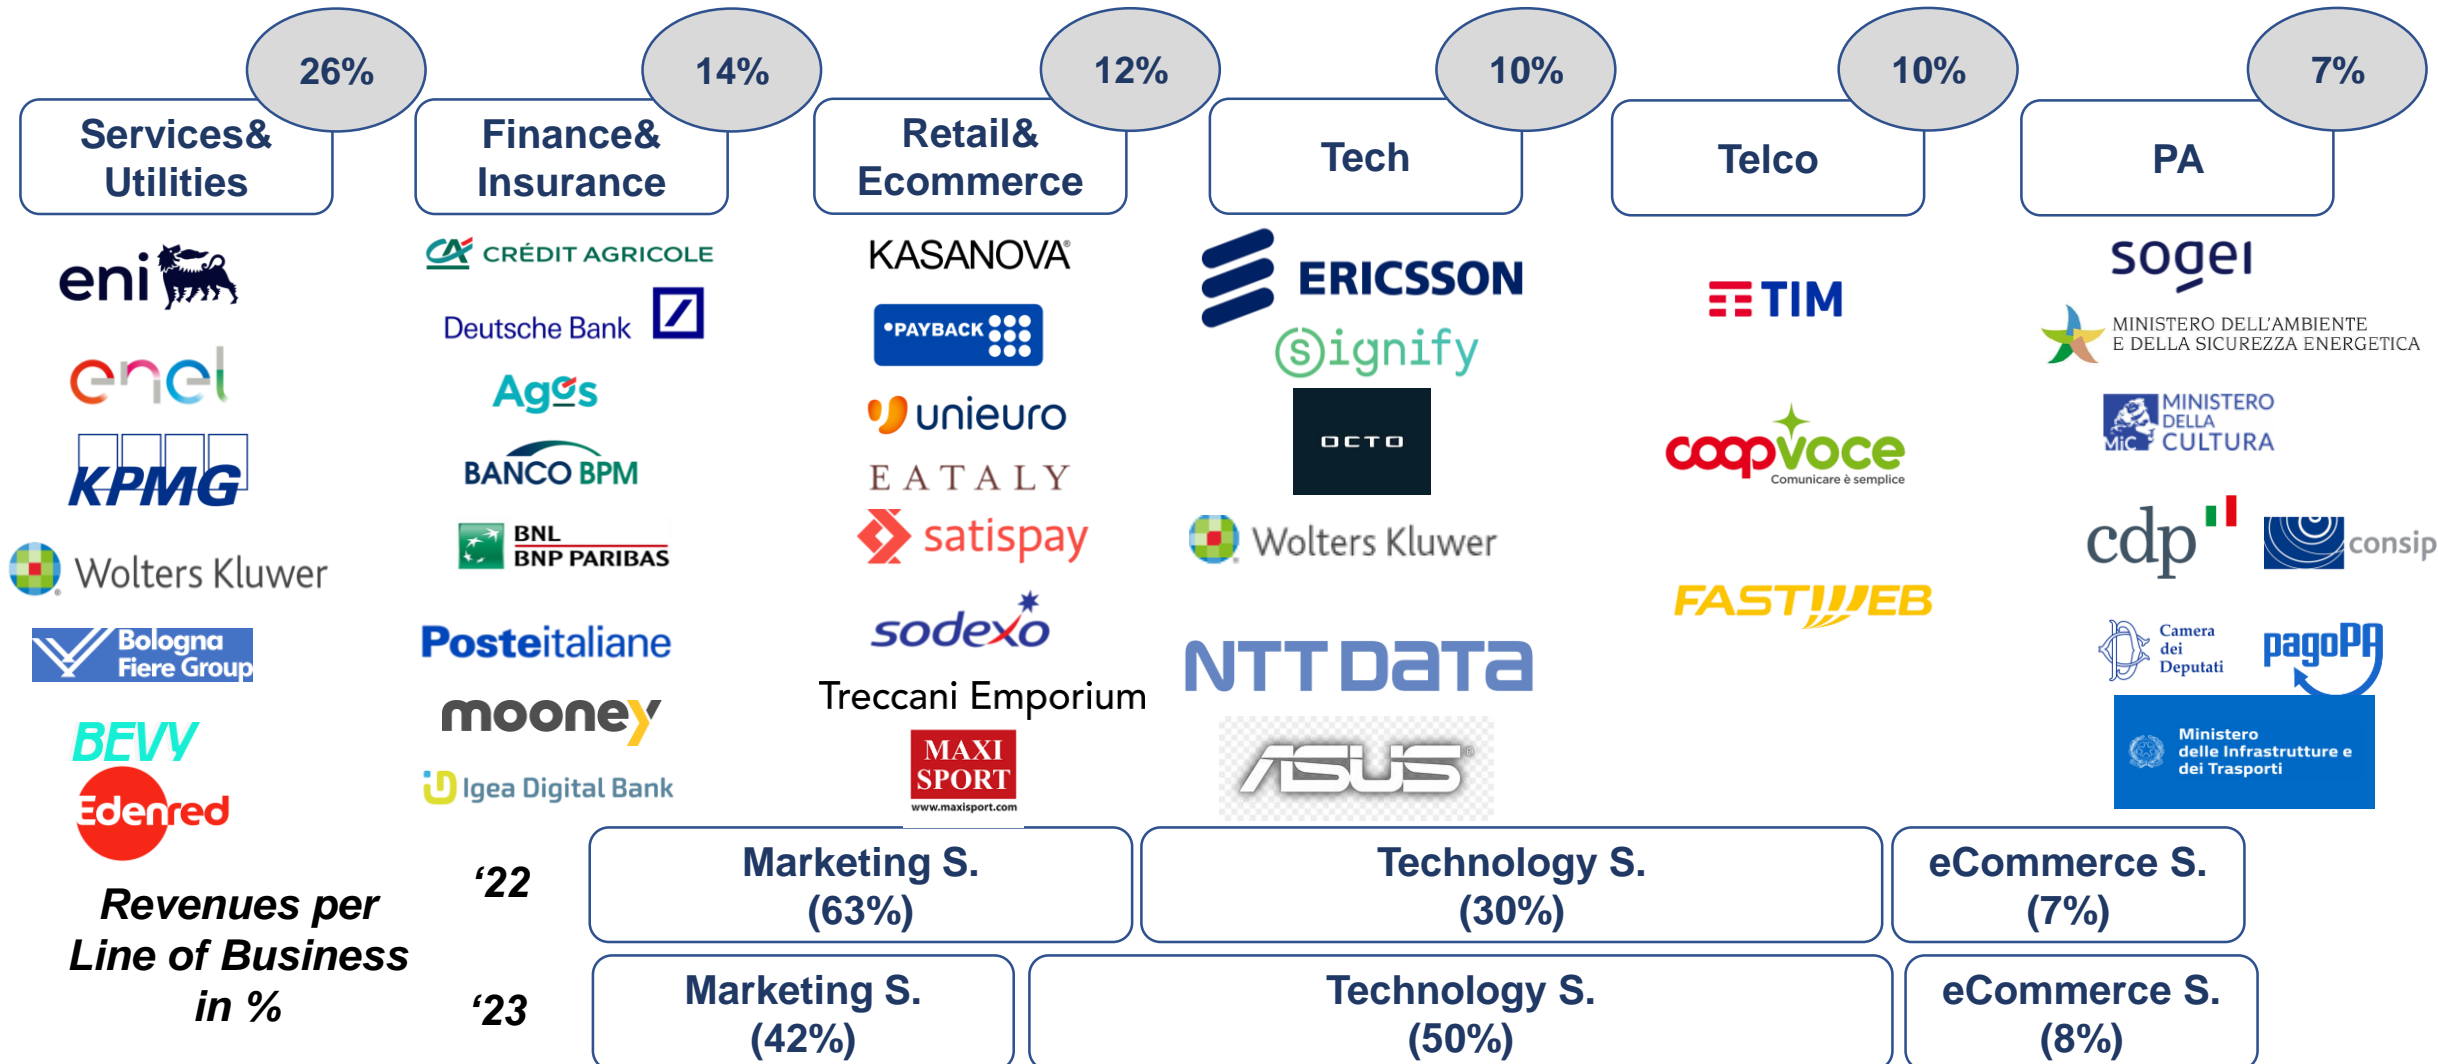 26%
14%
12%
10%
10%
7%
Services&
Utilities
Finance&
Insurance
Retail&
Ecommerce
Tech
Telco
PA
eni
enel
KPMG
Wolters Kluwer
Bologna
Fiere Group
BEVY
Edenred
CRÉDIT AGRICOLE
Deutsche Bank
Agos
BANCO BPM
BNL
BNP PARIBAS
Posteitaliane
mooney
Igea Digital Bank
KASANOVA®
PAYBACK
unieuro
EATALY
satispay
sodexo
Treccani Emporium
MAXI
SPORT
www.maxisport.com
ERICSSON
Signify
OCTO
Wolters Kluwer
NTT DATA
ASUS®
TIM
coopvoce
Comunicare è semplice
FASTWEB
sogei
MINISTERO DELL'AMBIENTE
E DELLA SICUREZZA ENERGETICA
MiC
MINISTERO
DELLA
CULTURA
cdp
consip
Camera
dei
Deputati
pagoPA
Ministero
delle Infrastrutture e
dei Trasporti
Revenues per
Line of Business
in %
‘22
Marketing S.
(63%)
Technology S.
(30%)
eCommerce S.
(7%)
‘23
Marketing S.
(42%)
Technology S.
(50%)
eCommerce S.
(8%)